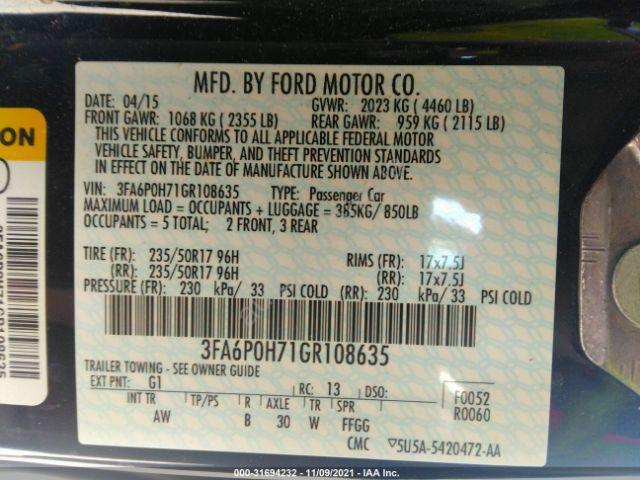 MFD. BY FORD MOTOR CO.
DATE: 04/15 GVWR: 2023 KG ( 4460 LB)
FRONT GAWR: 1068 KG ( 2355 LB) REAR GAWR: 959 KG ( 2115 LB)
THIS VEHICLE CONFORMS TO ALL APPLICABLE FEDERAL MOTOR
VEHICLE SAFETY, BUMPER, AND THEFT PREVENTION STANDARDS
IN EFFECT ON THE DATE OF MANUFACTURE SHOWN ABOVE.
VIN: 3FA6P0H71GR108635 TYPE: Passenger Car
MAXIMUM LOAD = OCCUPANTS + LUGGAGE = 385KG/ 850LB
OCCUPANTS = 5 TOTAL; 2 FRONT, 3 REAR
TIRE (FR): 235/50R17 96H RIMS (FR): 17x7.5J
(RR): 235/50R17 96H (RR): 17x7.5J
PRESSURE (FR): 230 kPa/ 33 PSI COLD (RR): 230 kPa/ 33 PSI COLD
3FA6P0H71GR108635
TRAILER TOWING - SEE OWNER GUIDE
EXT PNT: G1 RC: 13 DSO: F0052
INT TR TP/PS R AXLE TR SPR R0060
AW B 30 W FFGG
CMC ▽5U5A-5420472-AA
ION
000-31694232 - 11/09/2021 - IAA Inc.